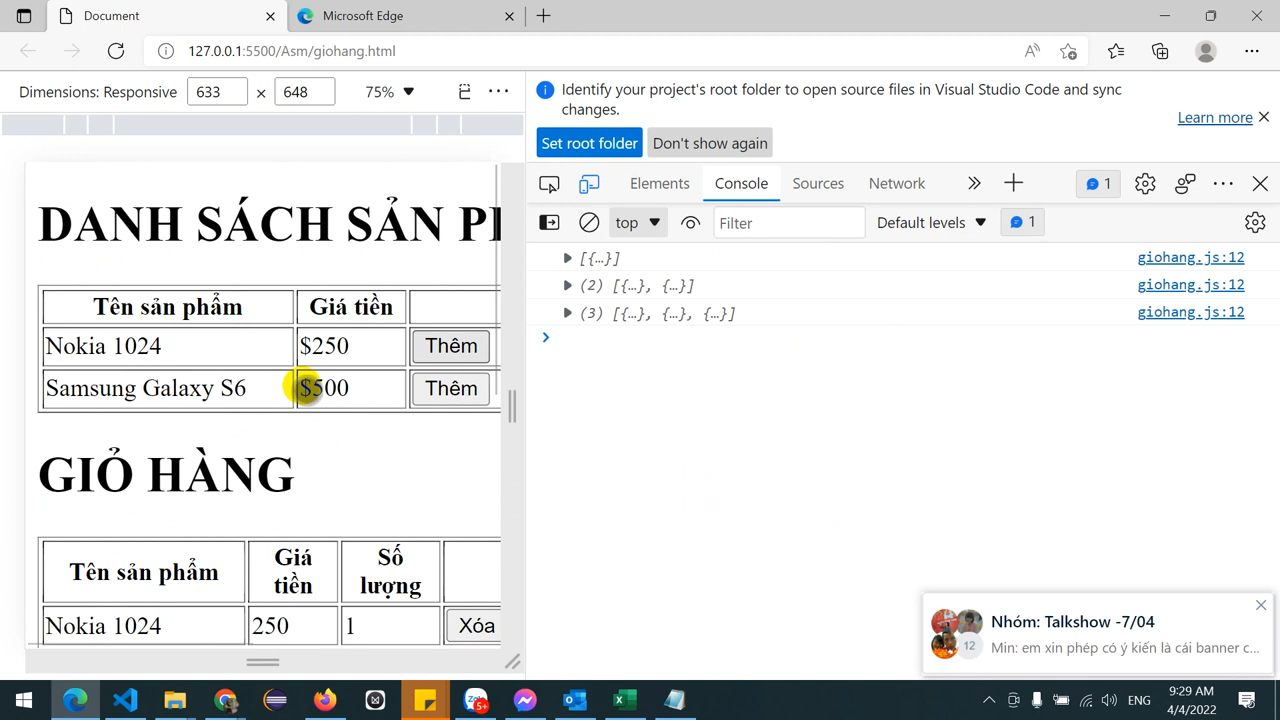 Document
Microsoft Edge
127.0.0.1:5500/Asm/giohang.html
Dimensions: Responsive
633
×
648
75%
Identify your project's root folder to open source files in Visual Studio Code and sync
changes.
Learn more
Set root folder
Don't show again
Elements
Console
Sources
Network
1
top
Filter
Default levels
1
[{…}]
giohang.js:12
(2) [{…}, {…}]
giohang.js:12
(3) [{…}, {…}, {…}]
giohang.js:12
DANH SÁCH SẢN
Tên sản phẩm
Giá tiền
Nokia 1024
$250
Thêm
Samsung Galaxy S6
$500
Thêm
GIỎ HÀNG
Tên sản phẩm
Giá
tiền
Số
lượng
Nokia 1024
250
1
Xóa
Nhóm: Talkshow -7/04
12
Min: em xin phép có ý kiến là cái banner c...
Zalo
5+
ENG
9:29 AM
4/4/2022